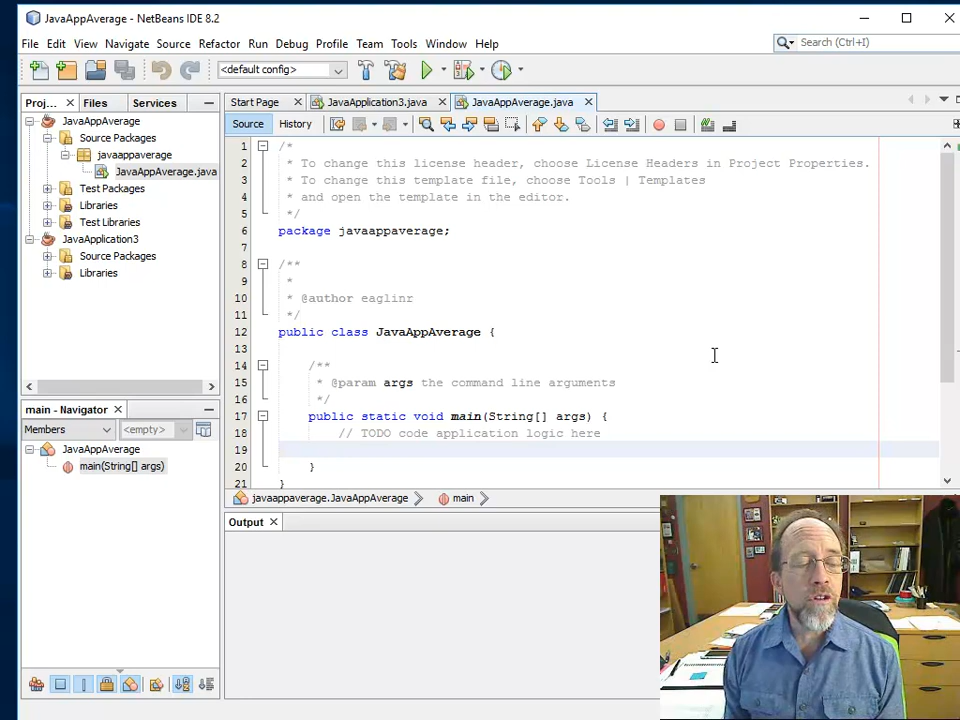 JavaAppAverage - NetBeans IDE 8.2
File Edit View Navigate Source Refactor Run Debug Profile Team Tools Window Help
Search (Ctrl+I)
<default config>
Proj... Files Services
Start Page JavaApplication3.java JavaAppAverage.java
Source History
JavaAppAverage
Source Packages
javaappaverage
JavaAppAverage.java
Test Packages
Libraries
Test Libraries
JavaApplication3
Source Packages
Libraries
1 /*
2 * To change this license header, choose License Headers in Project Properties.
3 * To change this template file, choose Tools | Templates
4 * and open the template in the editor.
5 */
6 package javaappaverage;
7
8 /**
9 *
10 * @author eaglinr
11 */
12 public class JavaAppAverage {
13
14 /**
15 * @param args the command line arguments
16 */
17 public static void main(String[] args) {
18 // TODO code application logic here
19
20 }
21 }
main - Navigator
Members <empty>
JavaAppAverage
main(String[] args)
javaappaverage.JavaAppAverage main
Output